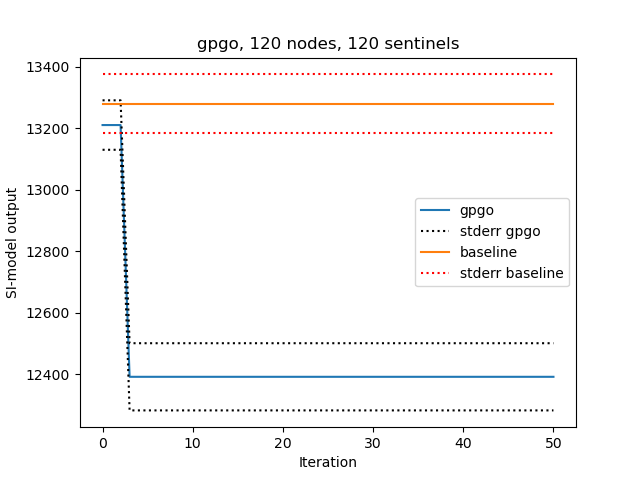 gpgo, 120 nodes, 120 sentinels
13400
13200
13000
12800
12600
12400
SI-model output
gpgo
stderr gpgo
baseline
stderr baseline
0 10 20 30 40 50
Iteration